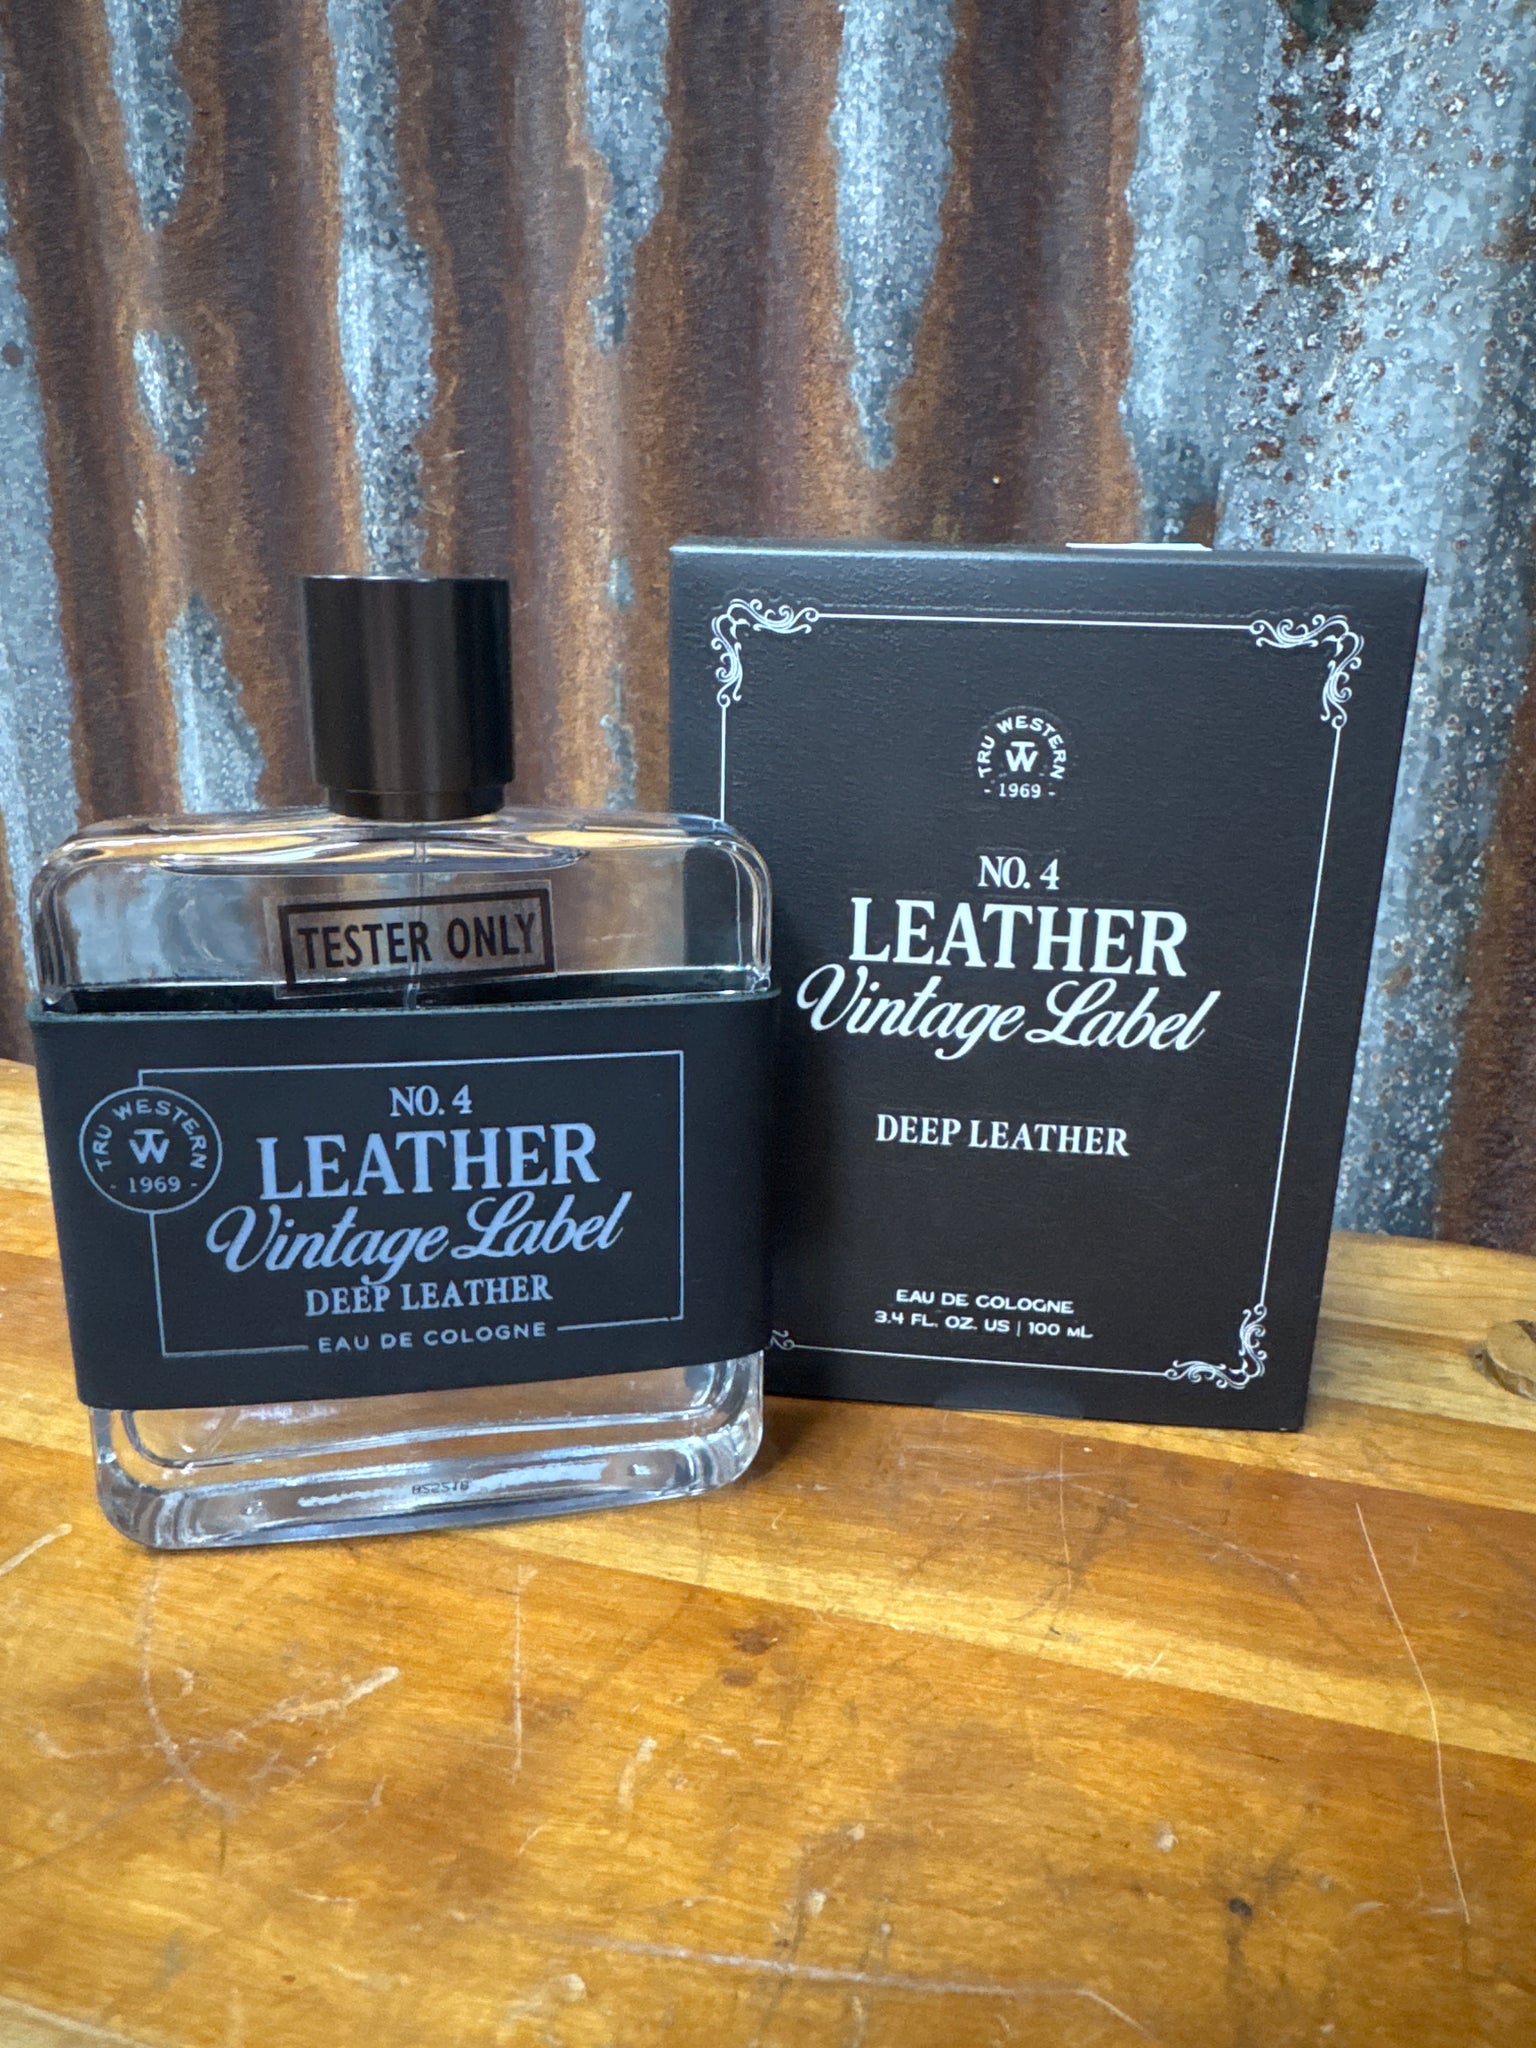 TESTER ONLY
TRU WESTERN
TW
- 1969 -
NO. 4
LEATHER
Vintage Label
DEEP LEATHER
EAU DE COLOGNE
TRU WESTERN
TW
- 1969 -
NO. 4
LEATHER
Vintage Label
DEEP LEATHER
EAU DE COLOGNE
3.4 FL. OZ. US | 100 mL